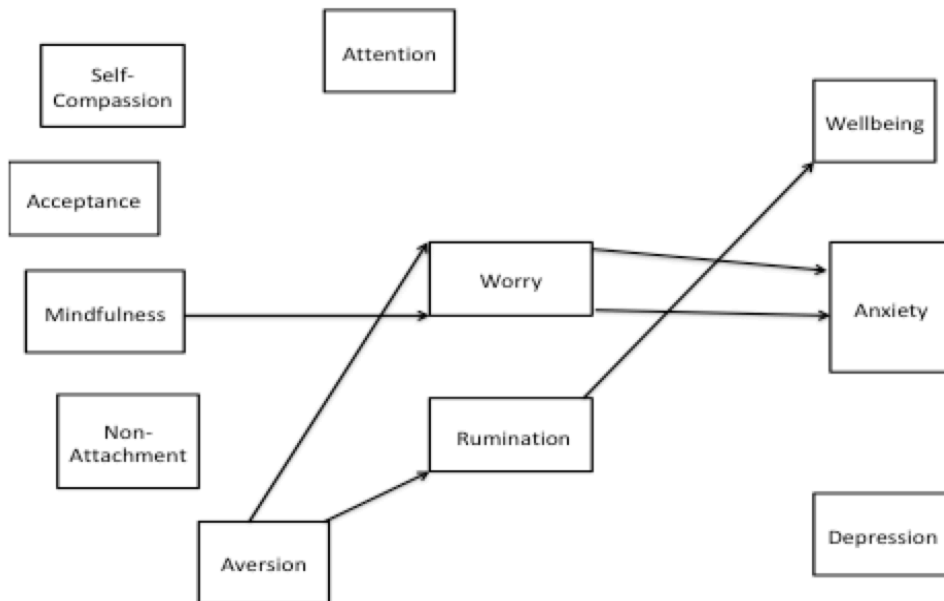 Attention
Self-
Compassion
Wellbeing
Acceptance
Worry
Mindfulness
Anxiety
Non-
Attachment
Rumination
Aversion
Depression